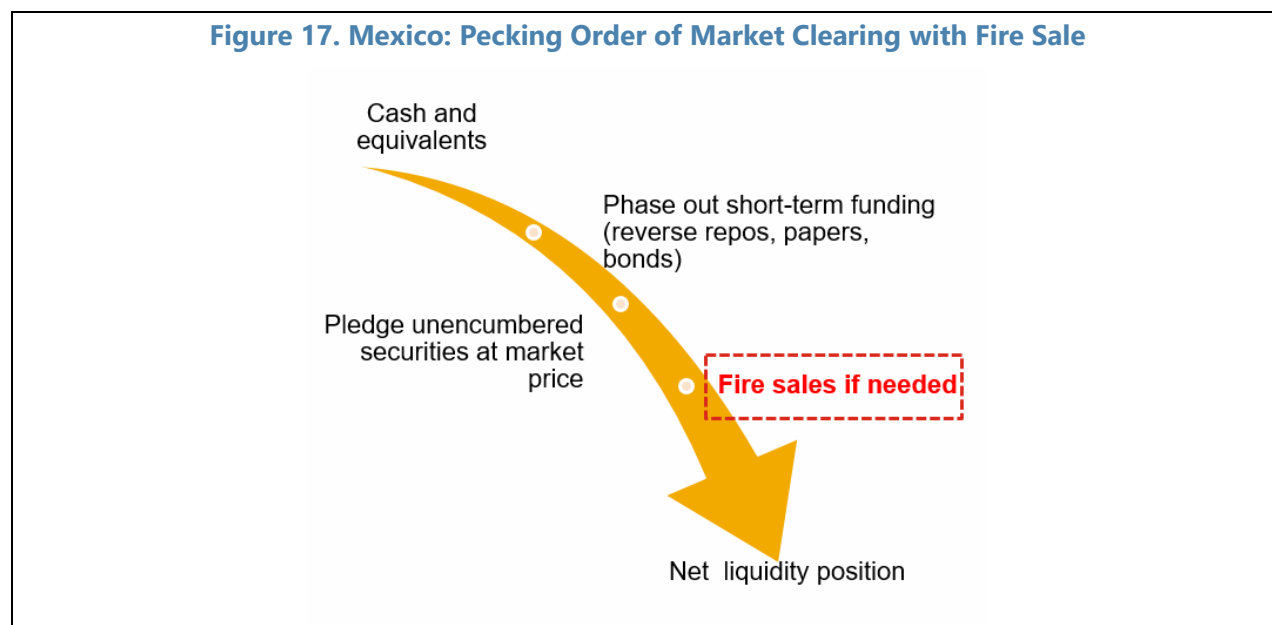 Figure 17. Mexico: Pecking Order of Market Clearing with Fire Sale
Cash and
equivalents
Phase out short-term funding
(reverse repos, papers,
bonds)
Pledge unencumbered
securities at market
price
Fire sales if needed
Net liquidity position